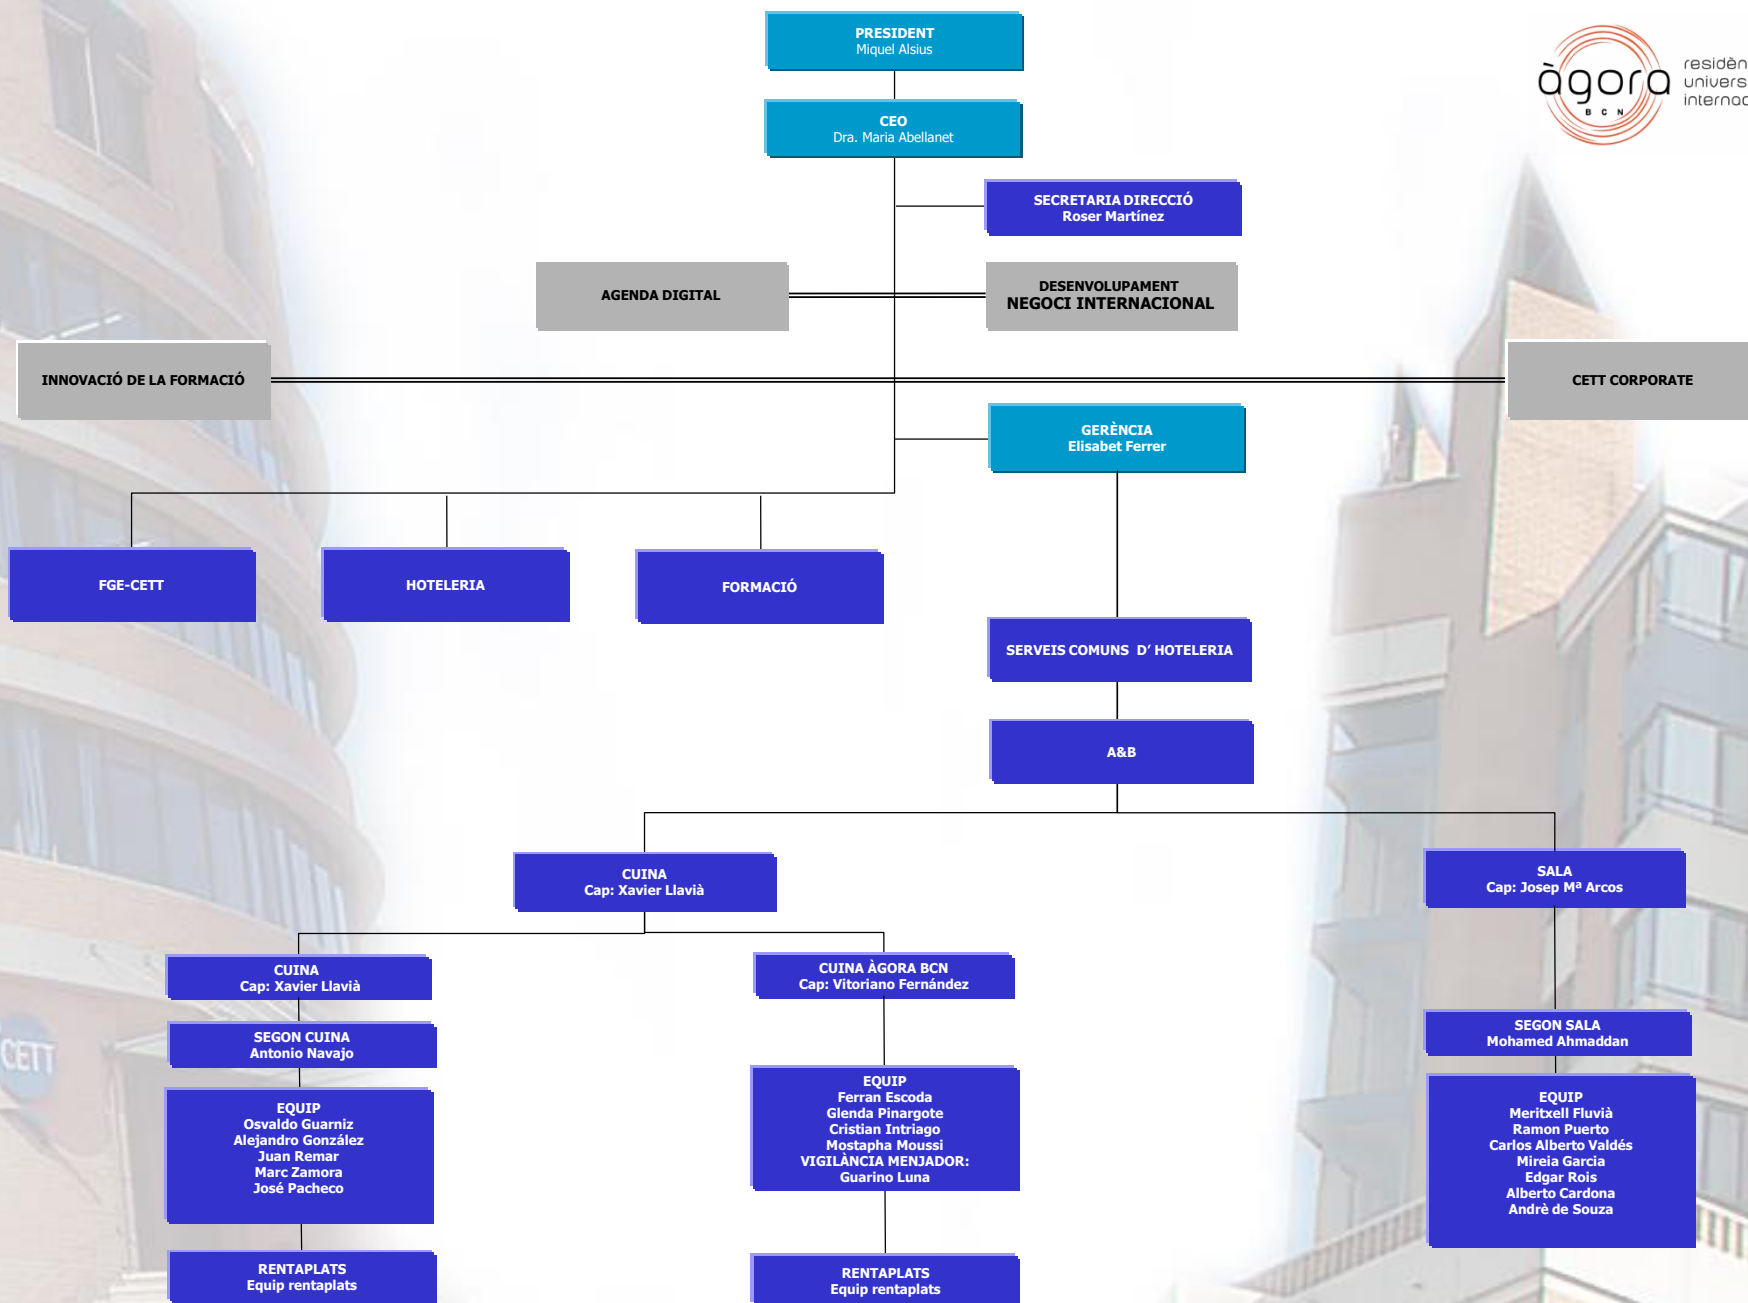 PRESIDENT
Miquel Alsius
àgora
BCN
CEO
Dra. Maria Abellanet
SECRETARIA DIRECCIÓ
Roser Martínez
AGENDA DIGITAL
DESENVOLUPAMENT
NEGOCI INTERNACIONAL
INNOVACIÓ DE LA FORMACIÓ
CETT CORPORATE
GERÈNCIA
Elisabet Ferrer
FGE-CETT
HOTELERIA
FORMACIÓ
SERVEIS COMUNS D' HOTELERIA
A&B
CUINA
Cap: Xavier Llavià
SALA
Cap: Josep Mª Arcos
CUINA
Cap: Xavier Llavià
CUINA ÀGORA BCN
Cap: Vitoriano Fernández
SEGON CUINA
Antonio Navajo
SEGON SALA
Mohamed Ahmaddan
CETT
EQUIP
Osvaldo Guarniz
Alejandro González
Juan Remar
Marc Zamora
José Pacheco
EQUIP
Ferran Escoda
Glenda Pinargote
Cristian Intriago
Mostapha Moussi
VIGILÀNCIA MENJADOR:
Guarino Luna
EQUIP
Meritxell Fluvià
Ramon Puerto
Carlos Alberto Valdés
Mireia Garcia
Edgar Rois
Alberto Cardona
Andrè de Souza
RENTAPLATS
Equip rentaplats
RENTAPLATS
Equip rentaplats